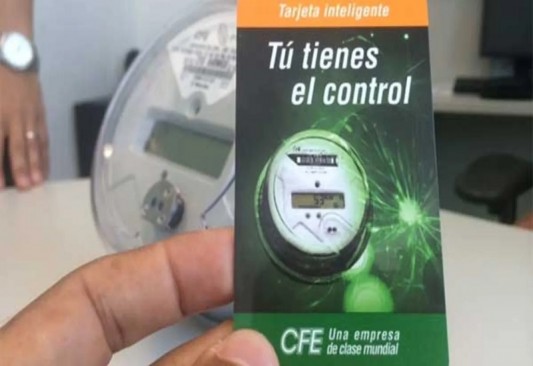 Tarjeta inteligente
Tú tienes
el control
CFE Una empresa
de clase mundial